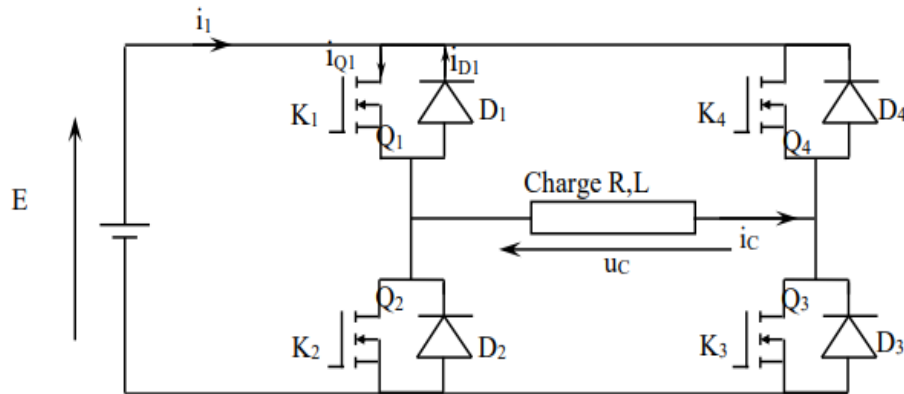 i1
iQ1
iD1
K1
Q1
D1
K4
Q4
D4
E
Charge R,L
iC
uC
Q2
K2
D2
Q3
K3
D3